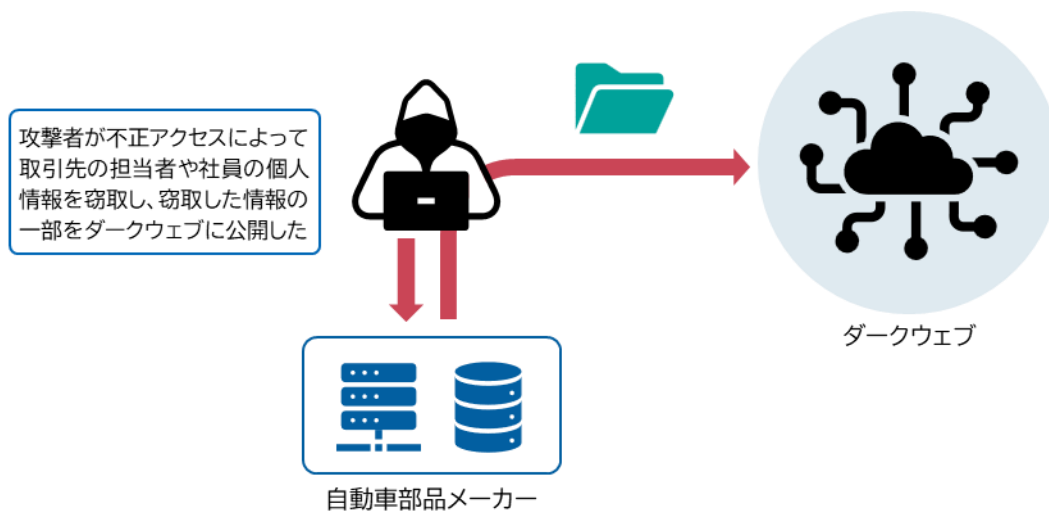 攻撃者が不正アクセスによって
取引先の担当者や社員の個人
情報を窃取し、窃取した情報の
一部をダークウェブに公開した
ダークウェブ
自動車部品メーカー